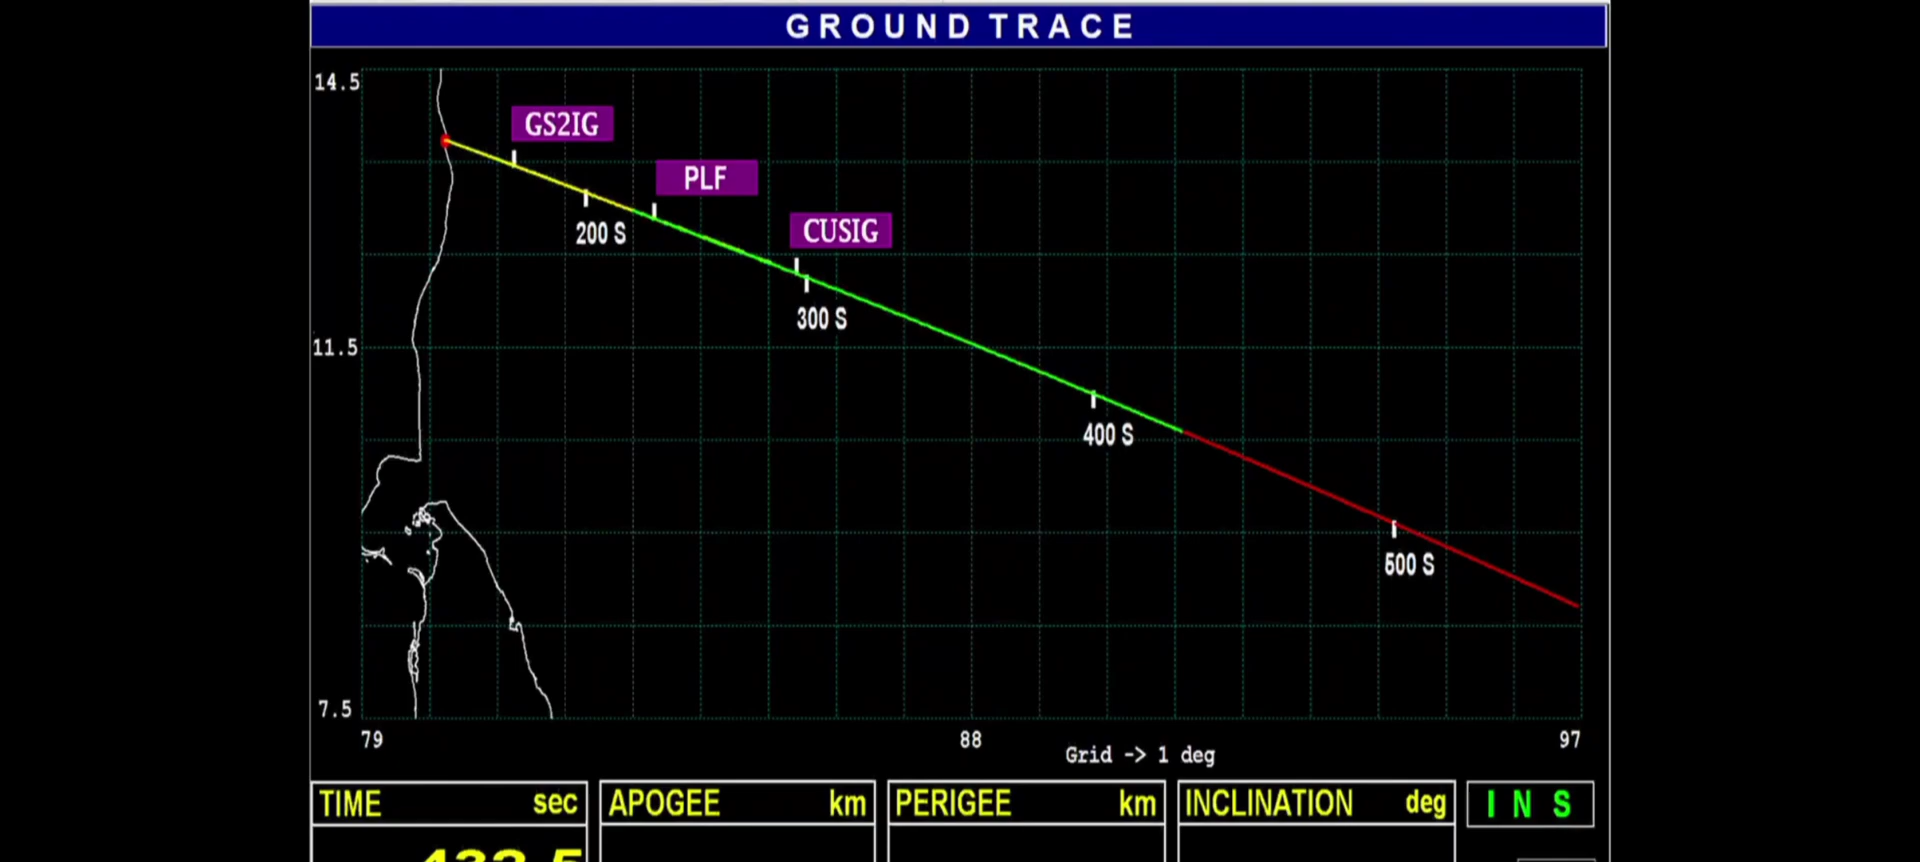 GROUND TRACE
14.5
GS2IG
PLF
200 S
CUSIG
300 S
11.5
400 S
500 S
7.5
79
88
97
Grid -> 1 deg
TIME sec
APOGEE km
PERIGEE km
INCLINATION deg
INS